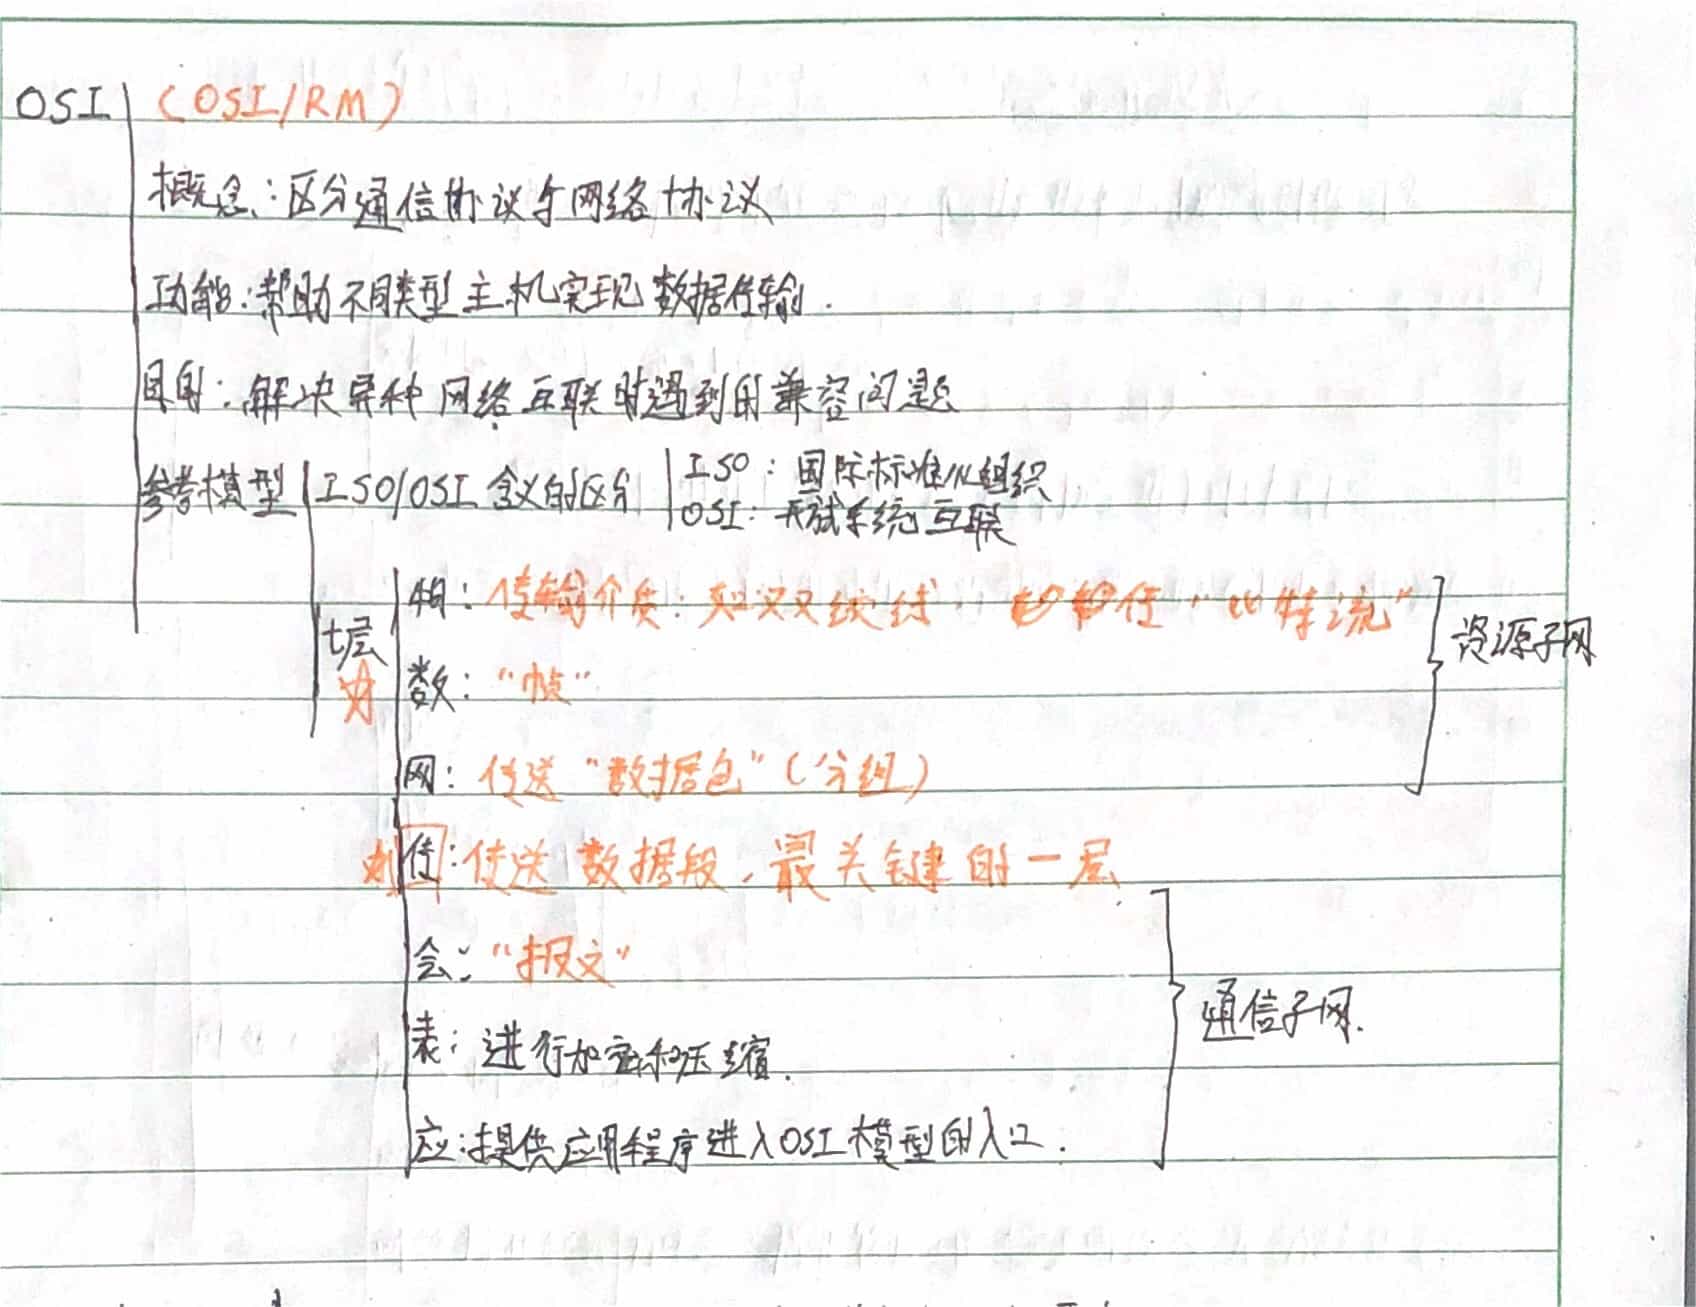 OSI (OSI/RM)
概念:区分通信协议与网络协议
功能:帮助不同类型主机实现数据传输.
目的:解决异种网络互联时遇到的兼容问题
参考模型 ISO/OSI 含义的区分 ISO:国际标准化组织
OSI:开放系统互联
七层 物:传输介质:如双绞线 传“比特流” 资源子网
数:“帧”
网:传送“数据包”(分组)
传:传送数据段,最关键的一层
会:“报文”
表:进行加密和压缩. 通信子网.
应:提供应用程序进入OSI模型的入口.